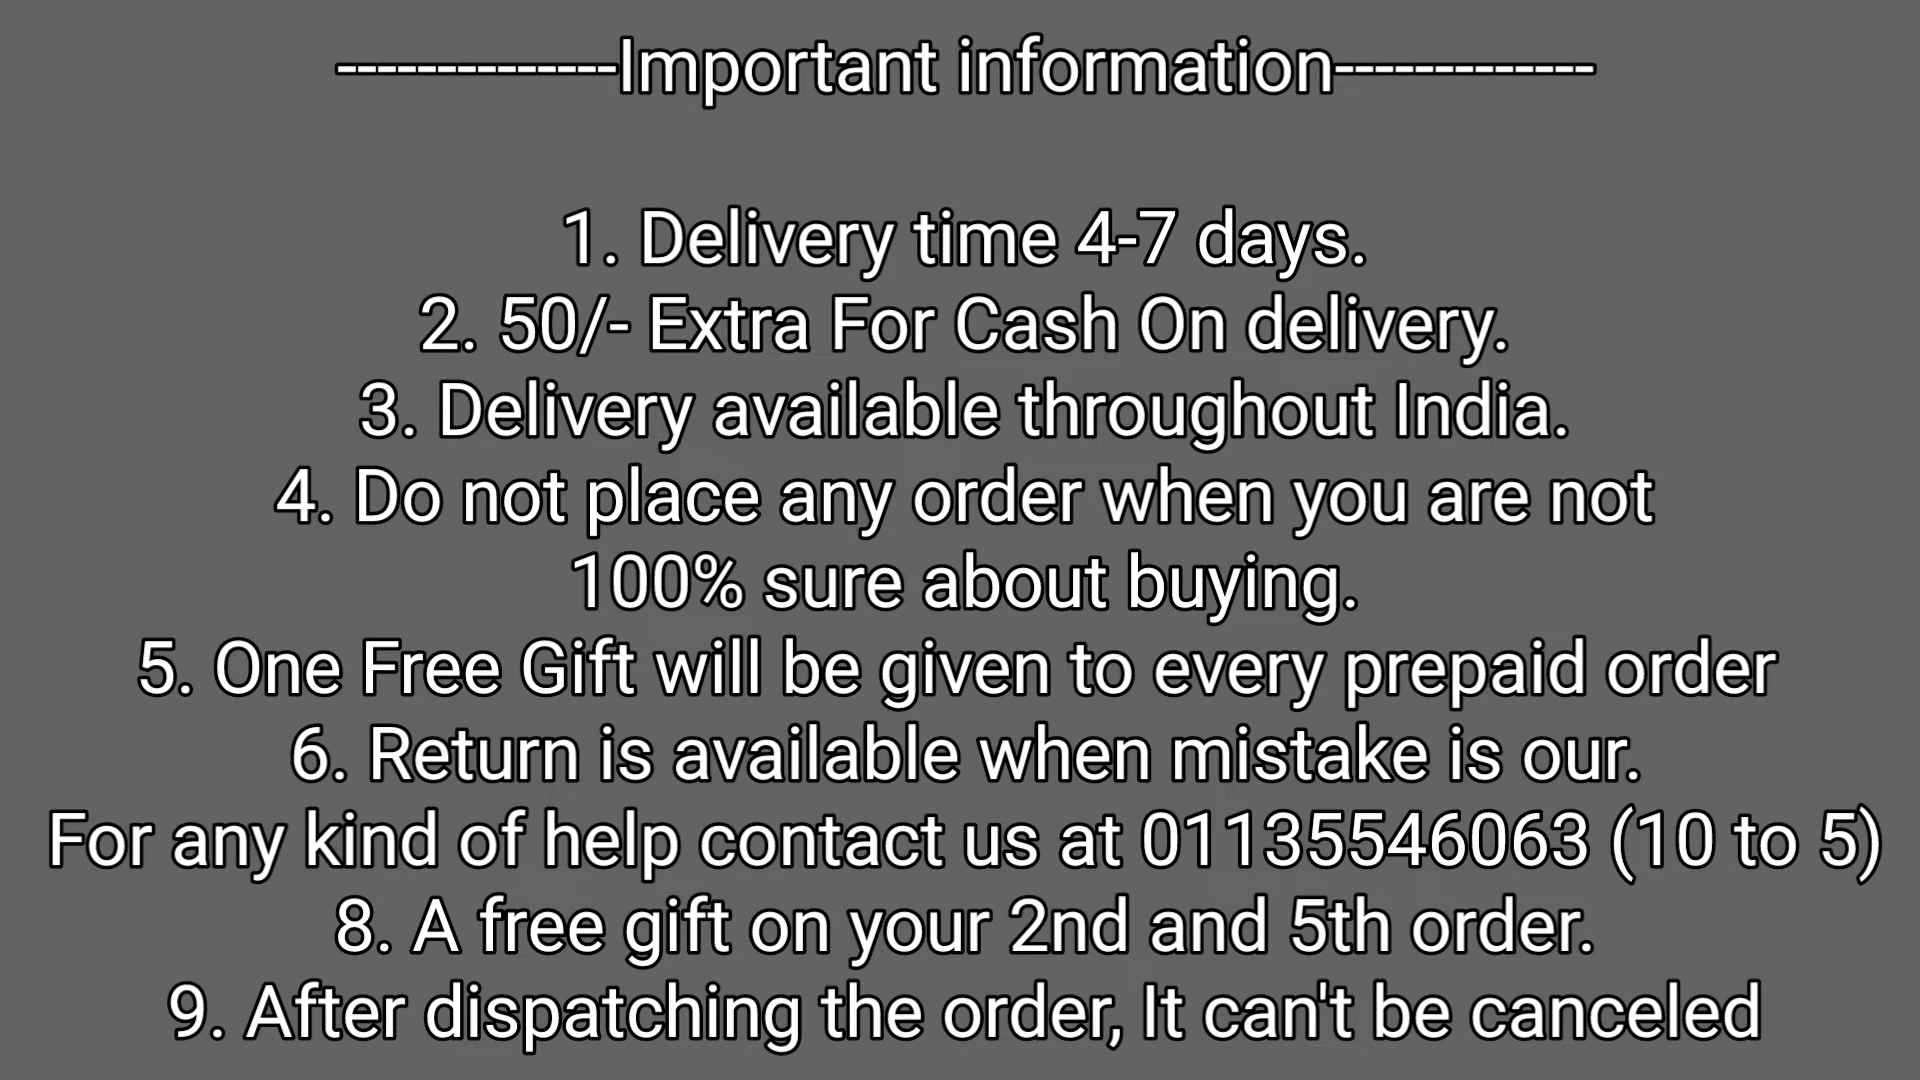 --------------Important information-------------
1. Delivery time 4-7 days.
2. 50/- Extra For Cash On delivery.
3. Delivery available throughout India.
4. Do not place any order when you are not
100% sure about buying.
5. One Free Gift will be given to every prepaid order
6. Return is available when mistake is our.
For any kind of help contact us at 01135546063 (10 to 5)
8. A free gift on your 2nd and 5th order.
9. After dispatching the order, It can't be canceled